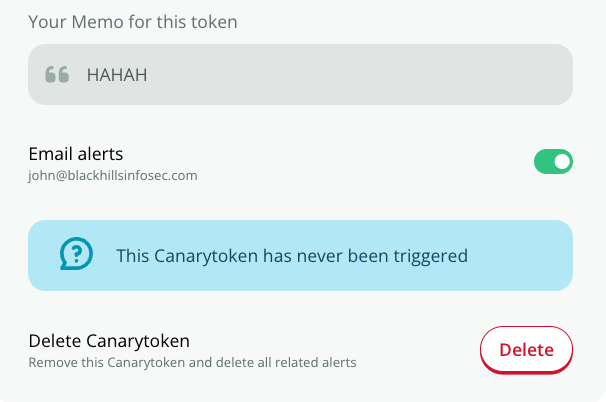 Your Memo for this token
HAHAH
Email alerts
john@blackhillsinfosec.com
This Canarytoken has never been triggered
Delete Canarytoken
Remove this Canarytoken and delete all related alerts
Delete